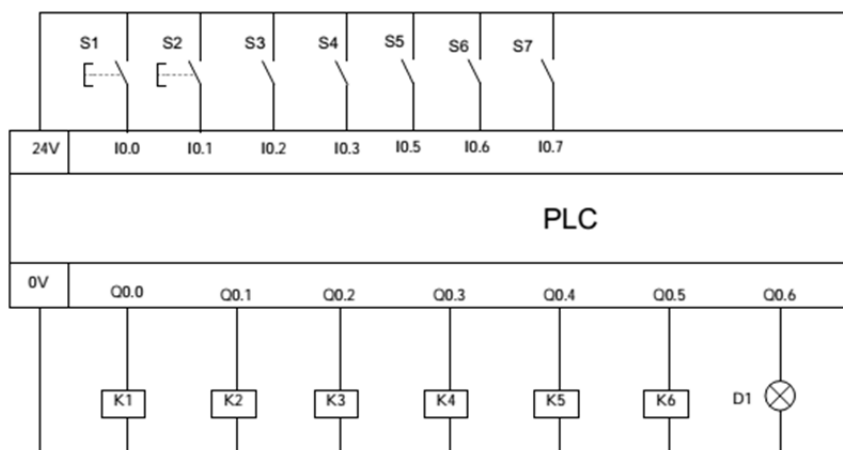 S1 S2 S3 S4 S5 S6 S7
24V I0.0 I0.1 I0.2 I0.3 I0.5 I0.6 I0.7
PLC
0V Q0.0 Q0.1 Q0.2 Q0.3 Q0.4 Q0.5 Q0.6
K1 K2 K3 K4 K5 K6 D1